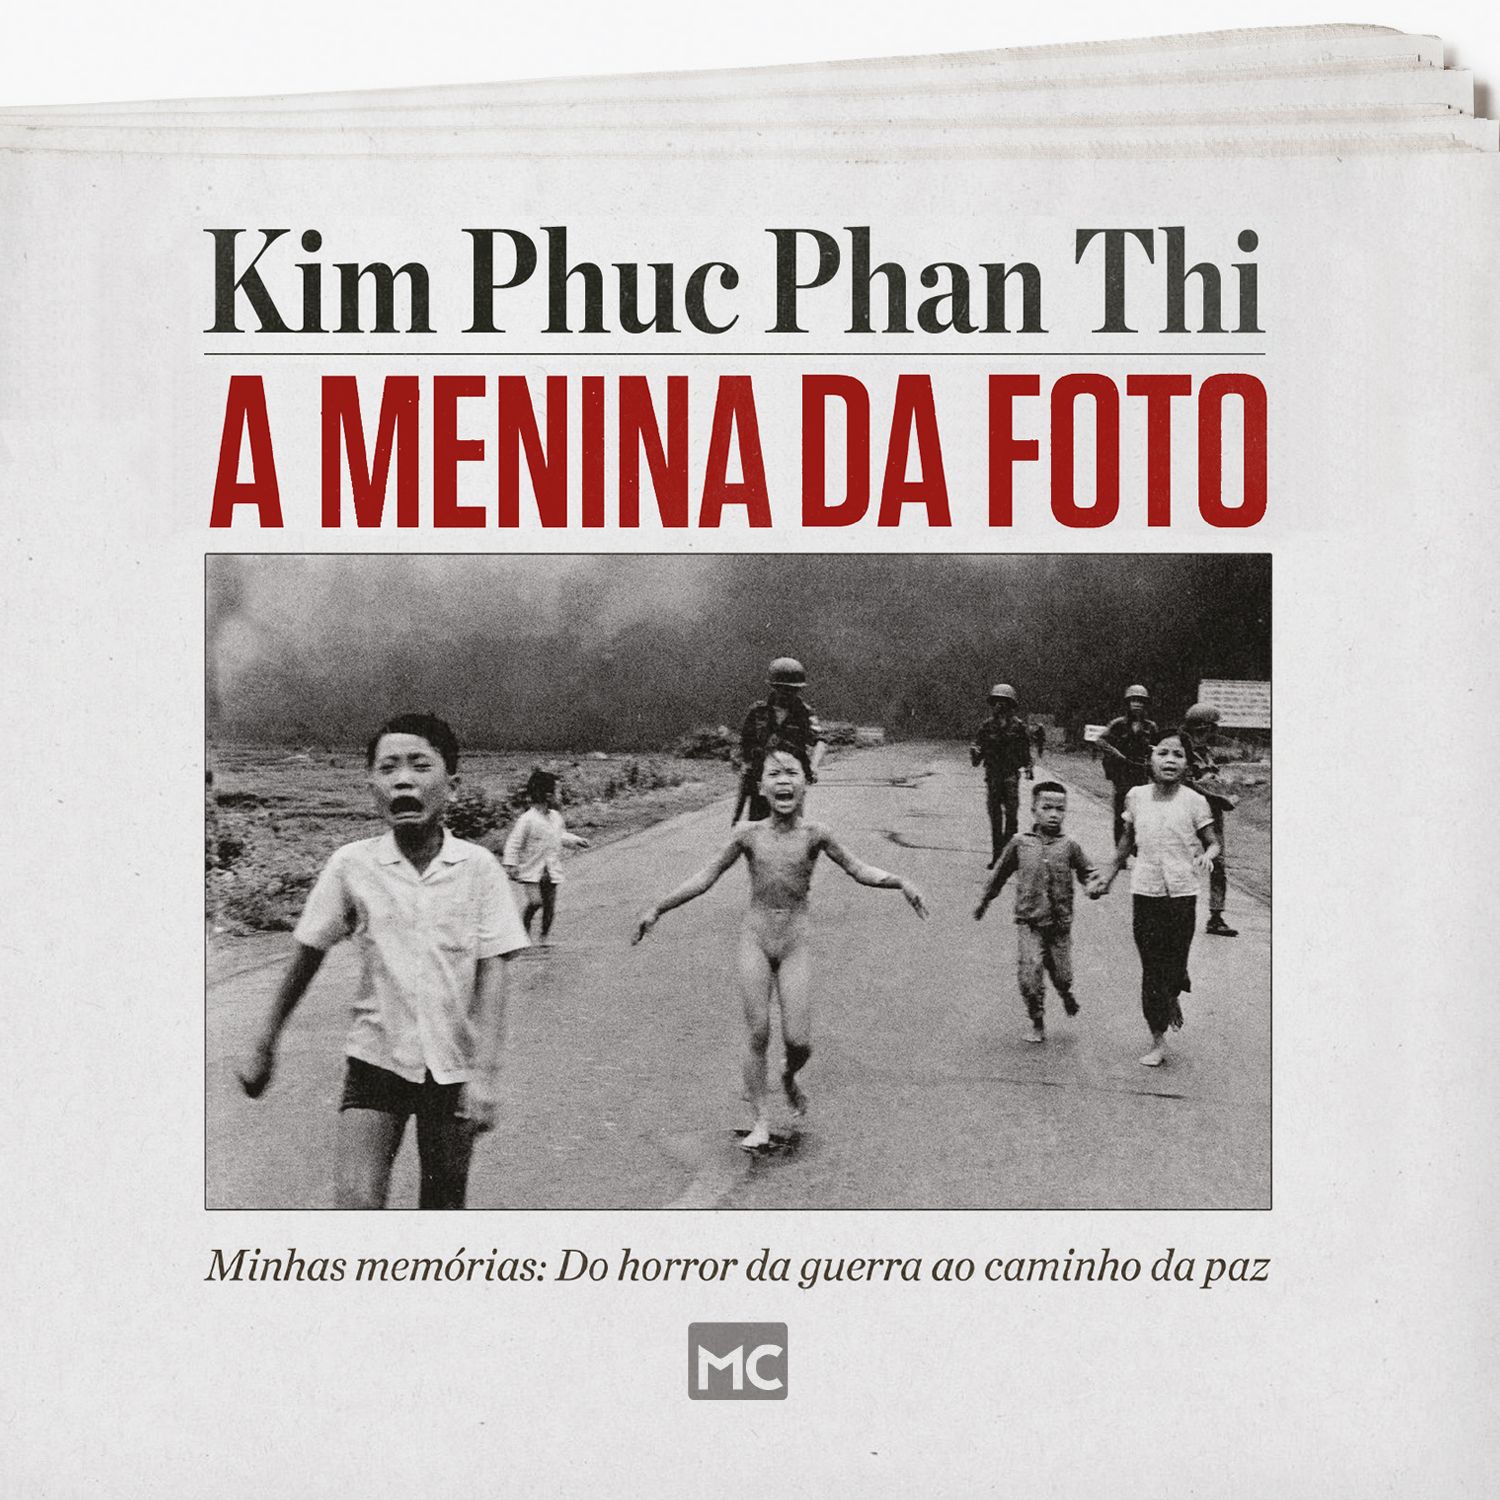 Kim Phuc Phan Thi
A MENINA DA FOTO
Minhas memórias: Do horror da guerra ao caminho da paz
MC